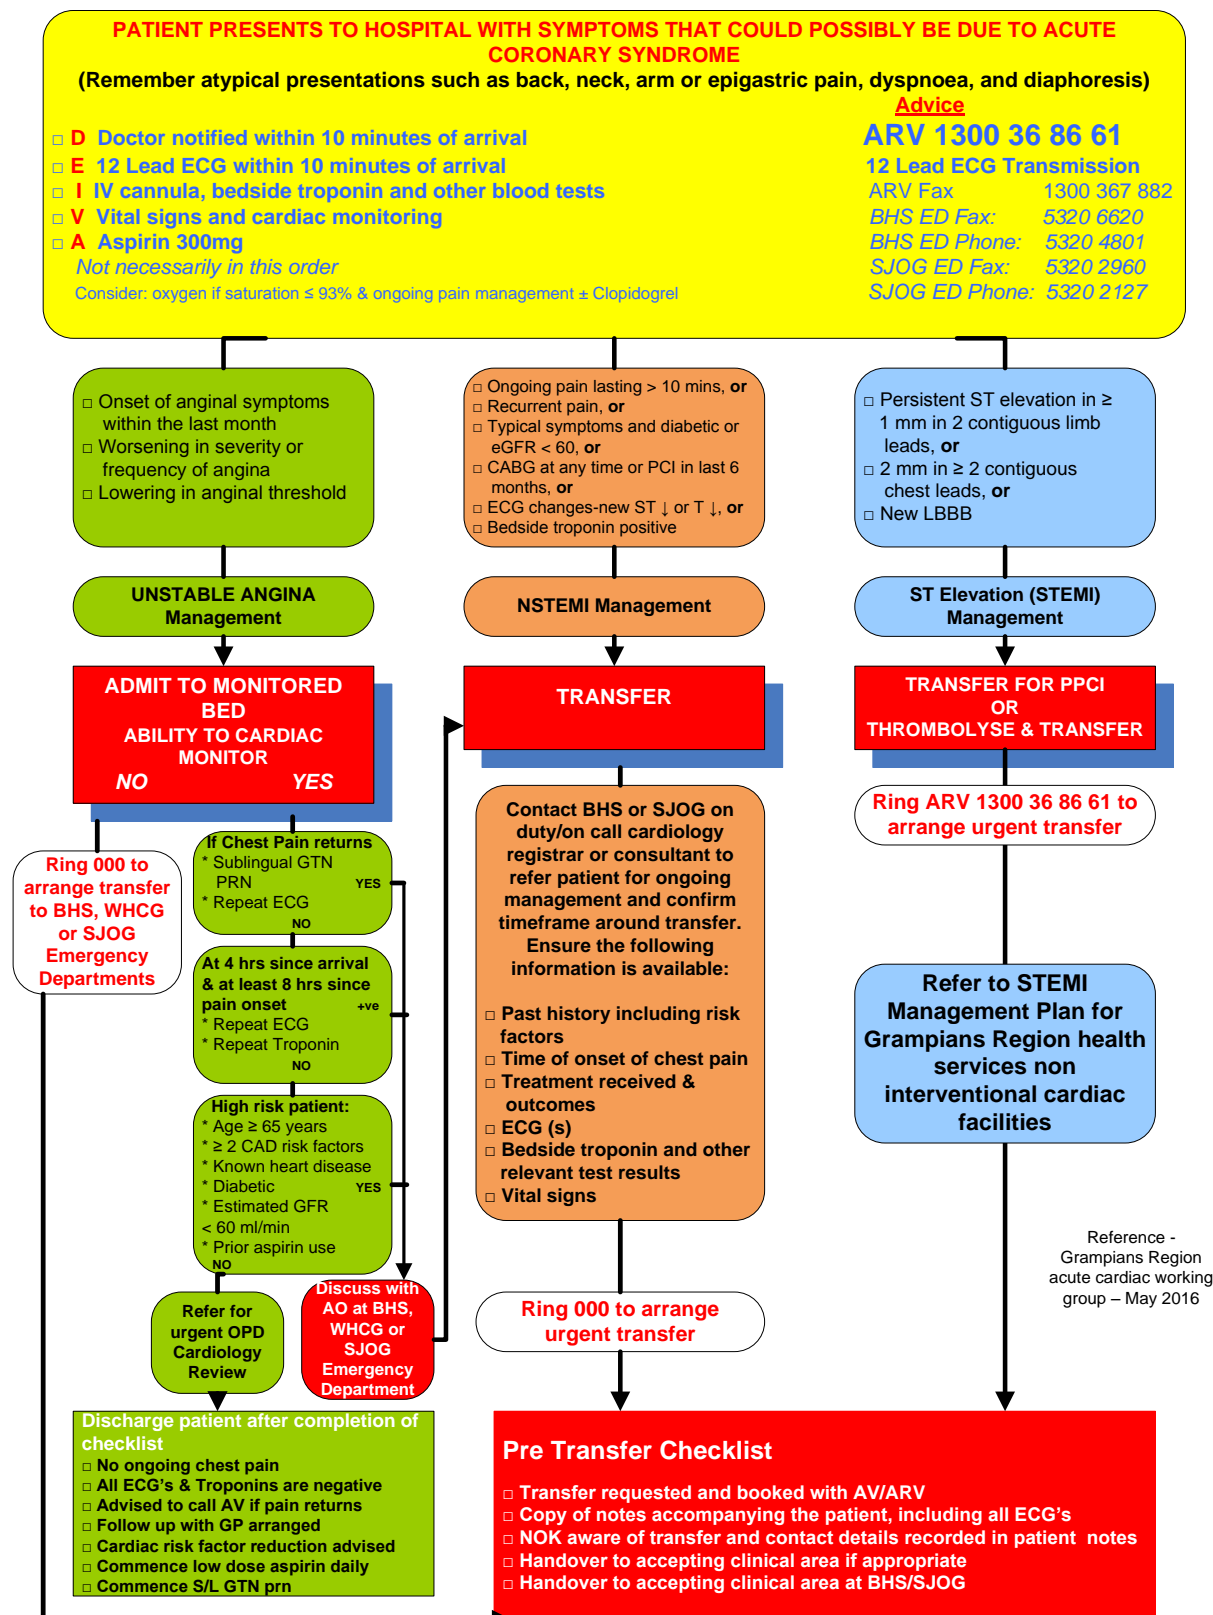 PATIENT PRESENTS TO HOSPITAL WITH SYMPTOMS THAT COULD POSSIBLY BE DUE TO ACUTE
CORONARY SYNDROME
(Remember atypical presentations such as back, neck, arm or epigastric pain, dyspnoea, and diaphoresis)
□ D Doctor notified within 10 minutes of arrival
□ E 12 Lead ECG within 10 minutes of arrival
□ I IV cannula, bedside troponin and other blood tests
□ V Vital signs and cardiac monitoring
□ A Aspirin 300mg
Not necessarily in this order
Consider: oxygen if saturation ≤ 93% & ongoing pain management ± Clopidogrel
Advice
ARV 1300 36 86 61
12 Lead ECG Transmission
ARV Fax 1300 367 882
BHS ED Fax: 5320 6620
BHS ED Phone: 5320 4801
SJOG ED Fax: 5320 2960
SJOG ED Phone: 5320 2127
□ Onset of anginal symptoms
within the last month
□ Worsening in severity or
frequency of angina
□ Lowering in anginal threshold
UNSTABLE ANGINA
Management
ADMIT TO MONITORED
BED
ABILITY TO CARDIAC
MONITOR
NO YES
Ring 000 to
arrange transfer
to BHS, WHCG
or SJOG
Emergency
Departments
If Chest Pain returns
* Sublingual GTN
PRN YES
* Repeat ECG
NO
At 4 hrs since arrival
& at least 8 hrs since
pain onset +ve
* Repeat ECG
* Repeat Troponin
NO
High risk patient:
* Age ≥ 65 years
* ≥ 2 CAD risk factors
* Known heart disease
* Diabetic YES
* Estimated GFR
< 60 ml/min
* Prior aspirin use
NO
Refer for
urgent OPD
Cardiology
Review
Discuss with
AO at BHS,
WHCG or
SJOG
Emergency
Department
Discharge patient after completion of
checklist
□ No ongoing chest pain
□ All ECG's & Troponins are negative
□ Advised to call AV if pain returns
□ Follow up with GP arranged
□ Cardiac risk factor reduction advised
□ Commence low dose aspirin daily
□ Commence S/L GTN prn
□ Ongoing pain lasting > 10 mins, or
□ Recurrent pain, or
□ Typical symptoms and diabetic or
eGFR < 60, or
□ CABG at any time or PCI in last 6
months, or
□ ECG changes-new ST ↓ or T ↓, or
□ Bedside troponin positive
NSTEMI Management
TRANSFER
Contact BHS or SJOG on
duty/on call cardiology
registrar or consultant to
refer patient for ongoing
management and confirm
timeframe around transfer.
Ensure the following
information is available:
□ Past history including risk
factors
□ Time of onset of chest pain
□ Treatment received &
outcomes
□ ECG (s)
□ Bedside troponin and other
relevant test results
□ Vital signs
Ring 000 to arrange
urgent transfer
□ Persistent ST elevation in ≥
1 mm in 2 contiguous limb
leads, or
□ 2 mm in ≥ 2 contiguous
chest leads, or
□ New LBBB
ST Elevation (STEMI)
Management
TRANSFER FOR PPCI
OR
THROMBOLYSE & TRANSFER
Ring ARV 1300 36 86 61 to
arrange urgent transfer
Refer to STEMI
Management Plan for
Grampians Region health
services non
interventional cardiac
facilities
Reference -
Grampians Region
acute cardiac working
group – May 2016
Pre Transfer Checklist
□ Transfer requested and booked with AV/ARV
□ Copy of notes accompanying the patient, including all ECG's
□ NOK aware of transfer and contact details recorded in patient notes
□ Handover to accepting clinical area if appropriate
□ Handover to accepting clinical area at BHS/SJOG